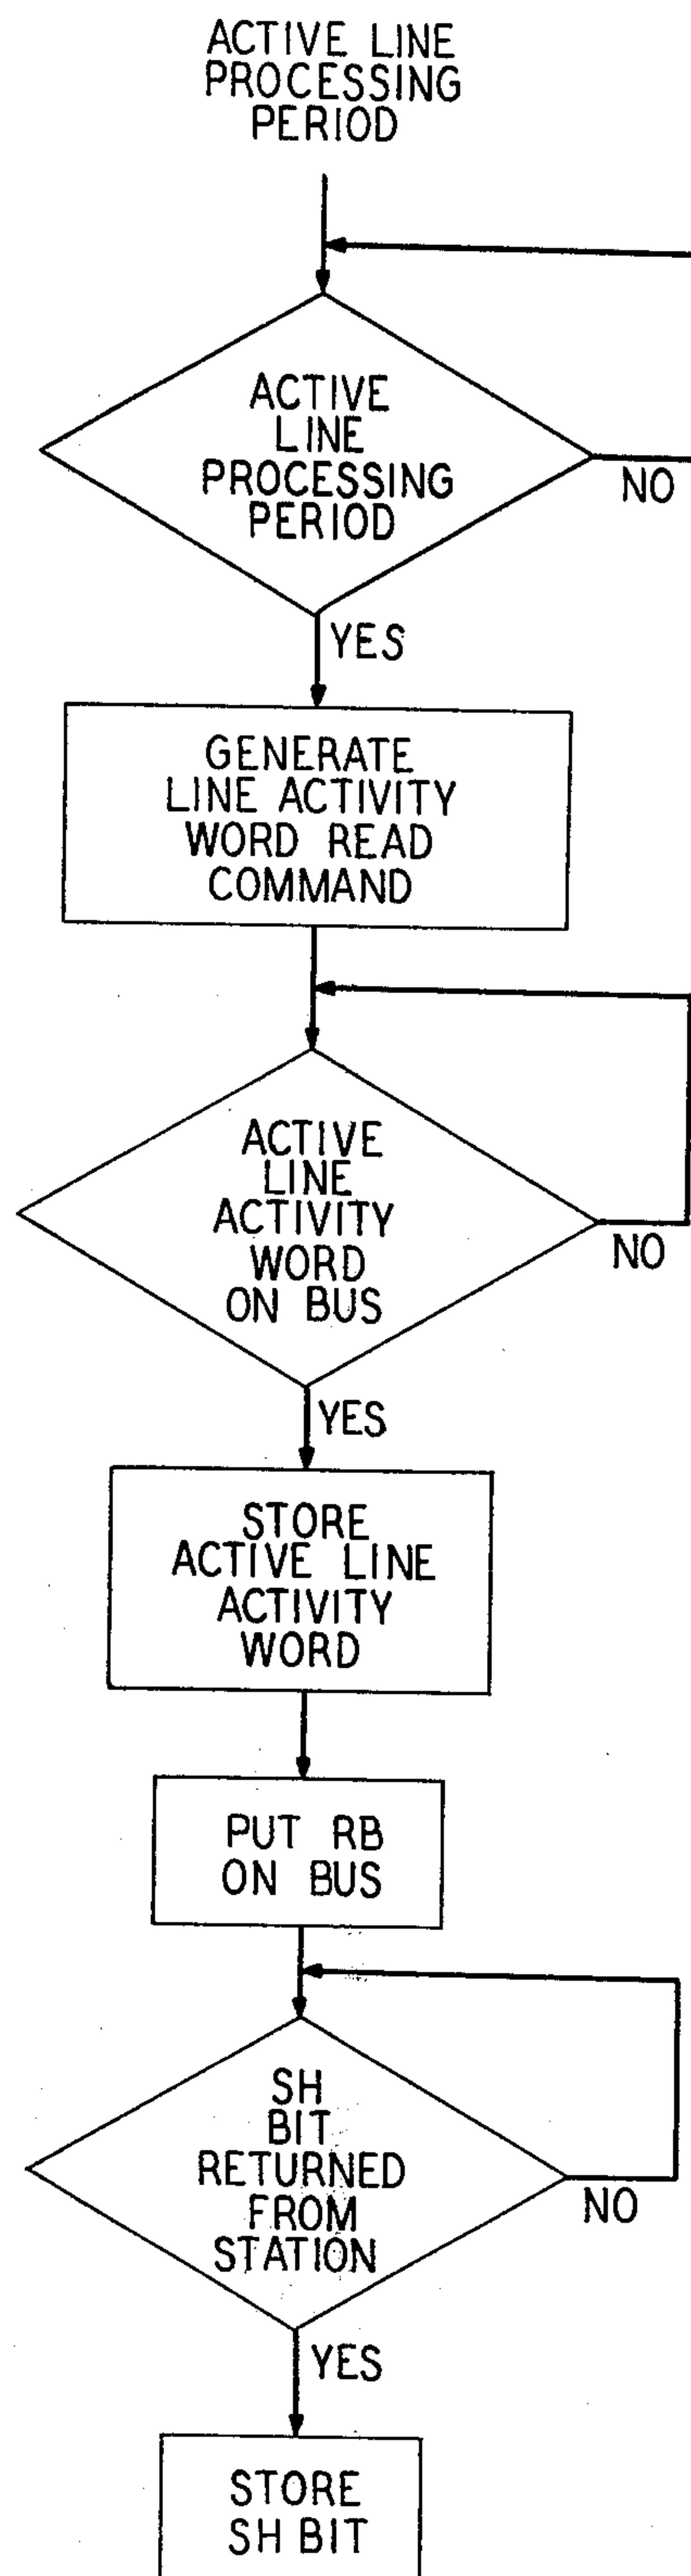 ACTIVE LINE
PROCESSING
PERIOD
ACTIVE
LINE
PROCESSING
PERIOD
NO
YES
GENERATE
LINE ACTIVITY
WORD READ
COMMAND
ACTIVE
LINE
ACTIVITY
WORD
ON BUS
NO
YES
STORE
ACTIVE LINE
ACTIVITY
WORD
PUT RB
ON BUS
SH
BIT
RETURNED
FROM
STATION
NO
YES
STORE
SH BIT